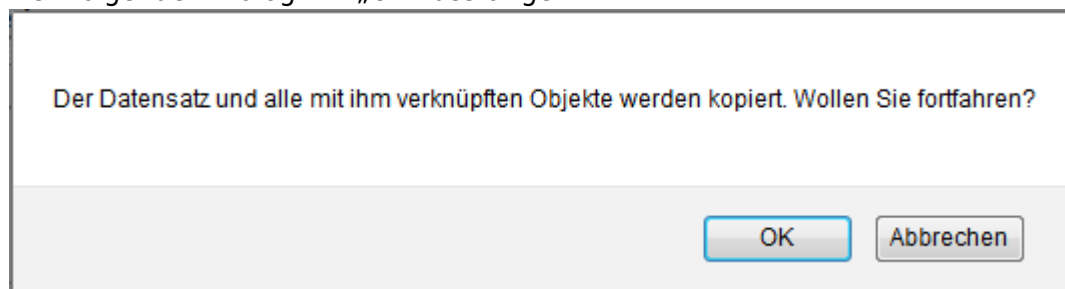 Der Datensatz und alle mit ihm verknüpften Objekte werden kopiert. Wollen Sie fortfahren?
OK
Abbrechen